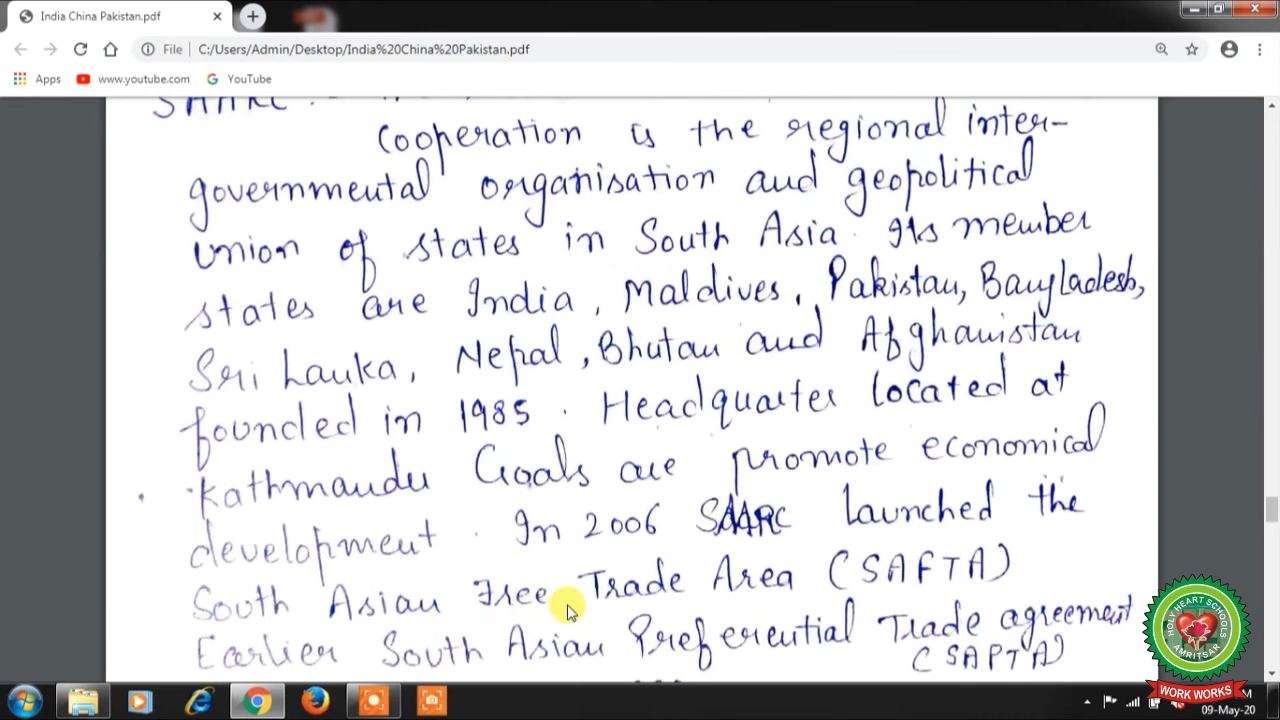 India China Pakistan.pdf
File
C:/Users/Admin/Desktop/India%20China%20Pakistan.pdf
Apps
www.youtube.com
YouTube
SAARC :
Cooperation is the regional inter-
governmental organisation and geopolitical
union of states in South Asia. Its member
states are India, Maldives, Pakistan, Bangladesh,
Sri Lanka, Nepal, Bhutan and Afghanistan
founded in 1985. Headquarter located at
Kathmandu Goals are promote economical
development. In 2006 SAARC launched the
South Asian Free Trade Area (SAFTA)
Earlier South Asian Preferential Trade agreement
(SAPTA)
HOLY HEART SCHOOLS
AMRITSAR
WORK WORKS
09-May-20